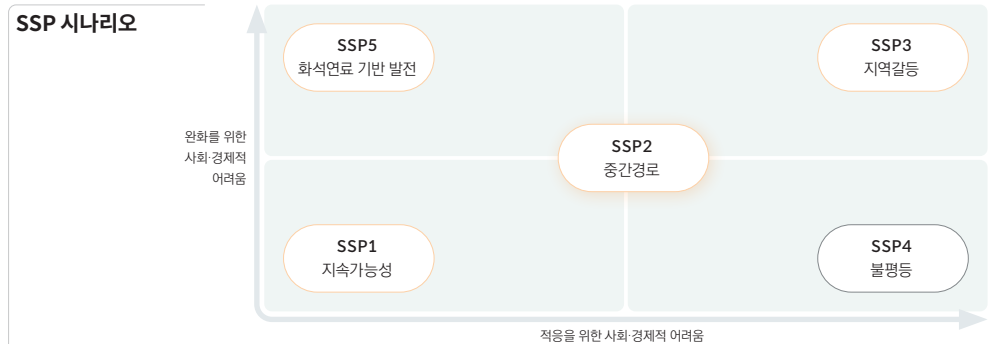 SSP 시나리오
SSP5
화석연료 기반 발전
SSP3
지역갈등
완화를 위한
사회·경제적
어려움
SSP2
중간경로
SSP1
지속가능성
SSP4
불평등
적응을 위한 사회·경제적 어려움